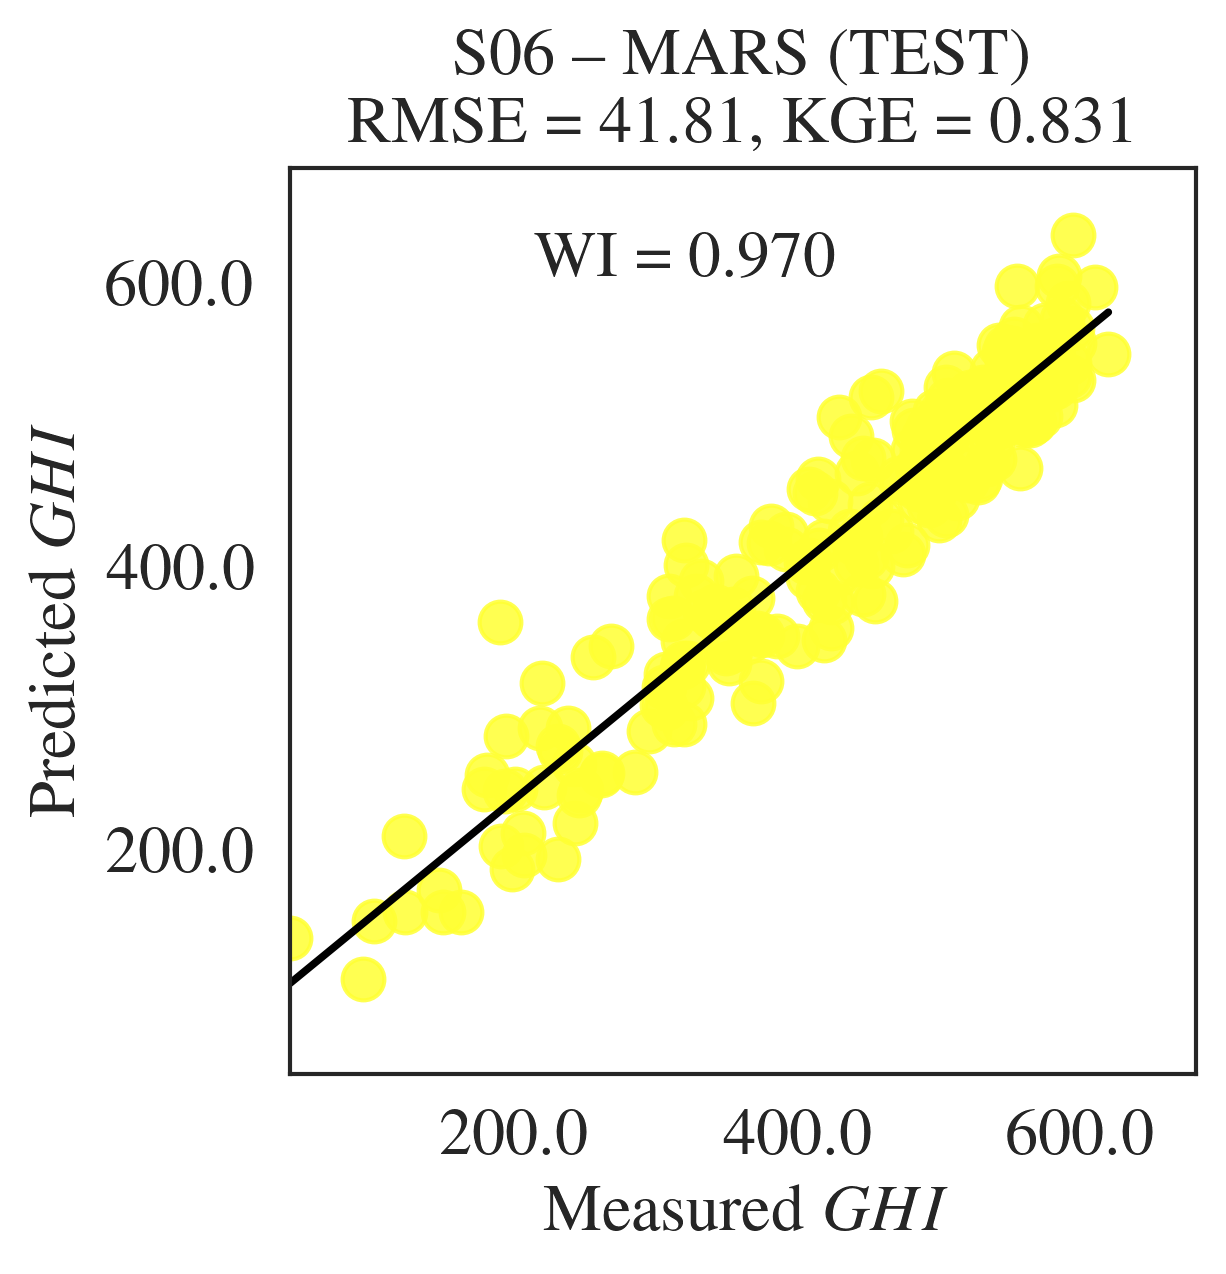 S06 – MARS (TEST)
RMSE = 41.81, KGE = 0.831
WI = 0.970
600.0
400.0
200.0
Predicted GHI
200.0 400.0 600.0
Measured GHI